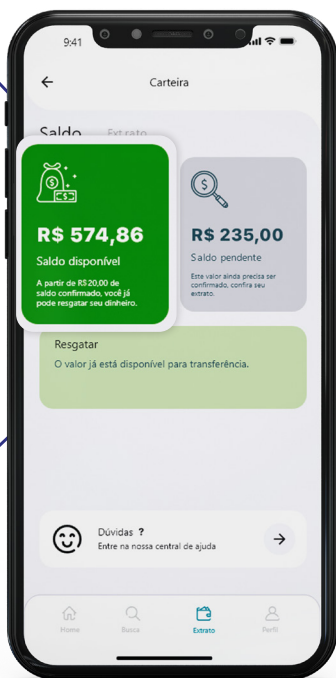 9:41
Carteira
Saldo Extrato
R$ 574,86
Saldo disponível
A partir de R$20,00 de
saldo confirmado, você já
pode resgatar seu dinheiro.
R$ 235,00
Saldo pendente
Este valor ainda precisa ser
confirmado, confira seu
extrato.
Resgatar
O valor já está disponível para transferência.
Dúvidas ?
Entre na nossa central de ajuda
Home
Busca
Extrato
Perfil